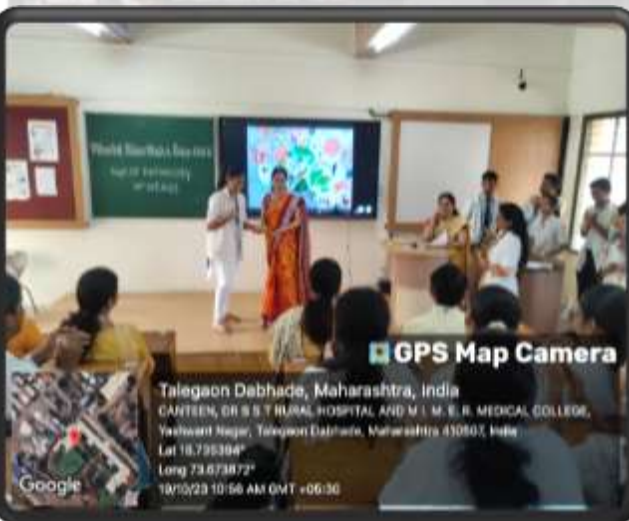 GPS Map Camera
Talegaon Dabhade, Maharashtra, India
CANTEEN, DR B S T RURAL HOSPITAL AND M I. M. E. R. MEDICAL COLLEGE,
Yashwant Nagar, Talegaon Dabhade, Maharashtra 410507, India
Lat 18.735394°
Long 73.673872°
19/10/23 10:56 AM GMT +05:30
Google